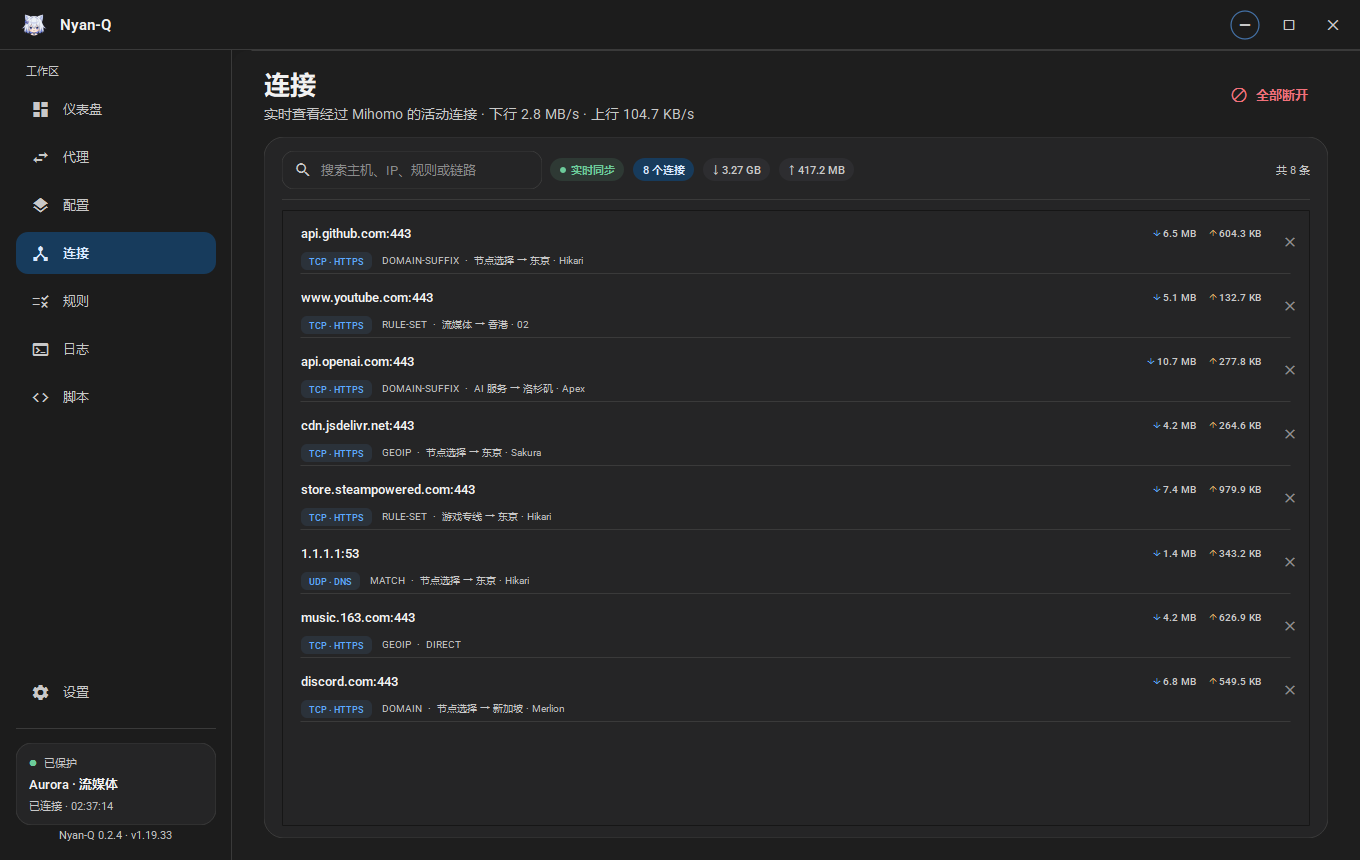 Nyan-Q
工作区
仪表盘
代理
配置
连接
规则
日志
脚本
设置
已保护
Aurora · 流媒体
已连接 · 02:37:14
Nyan-Q 0.2.4 · v1.19.33
连接
实时查看经过 Mihomo 的活动连接 · 下行 2.8 MB/s · 上行 104.7 KB/s
全部断开
搜索主机、IP、规则或链路
● 实时同步
8 个连接
↓ 3.27 GB
↑ 417.2 MB
共 8 条
api.github.com:443 ↓ 6.5 MB ↑ 604.3 KB
TCP · HTTPS DOMAIN-SUFFIX · 节点选择 → 东京 · Hikari
www.youtube.com:443 ↓ 5.1 MB ↑ 132.7 KB
TCP · HTTPS RULE-SET · 流媒体 → 香港 · 02
api.openai.com:443 ↓ 10.7 MB ↑ 277.8 KB
TCP · HTTPS DOMAIN-SUFFIX · AI 服务 → 洛杉矶 · Apex
cdn.jsdelivr.net:443 ↓ 4.2 MB ↑ 264.6 KB
TCP · HTTPS GEOIP · 节点选择 → 东京 · Sakura
store.steampowered.com:443 ↓ 7.4 MB ↑ 979.9 KB
TCP · HTTPS RULE-SET · 游戏专线 → 东京 · Hikari
1.1.1.1:53 ↓ 1.4 MB ↑ 343.2 KB
UDP · DNS MATCH · 节点选择 → 东京 · Hikari
music.163.com:443 ↓ 4.2 MB ↑ 626.9 KB
TCP · HTTPS GEOIP · DIRECT
discord.com:443 ↓ 6.8 MB ↑ 549.5 KB
TCP · HTTPS DOMAIN · 节点选择 → 新加坡 · Merlion